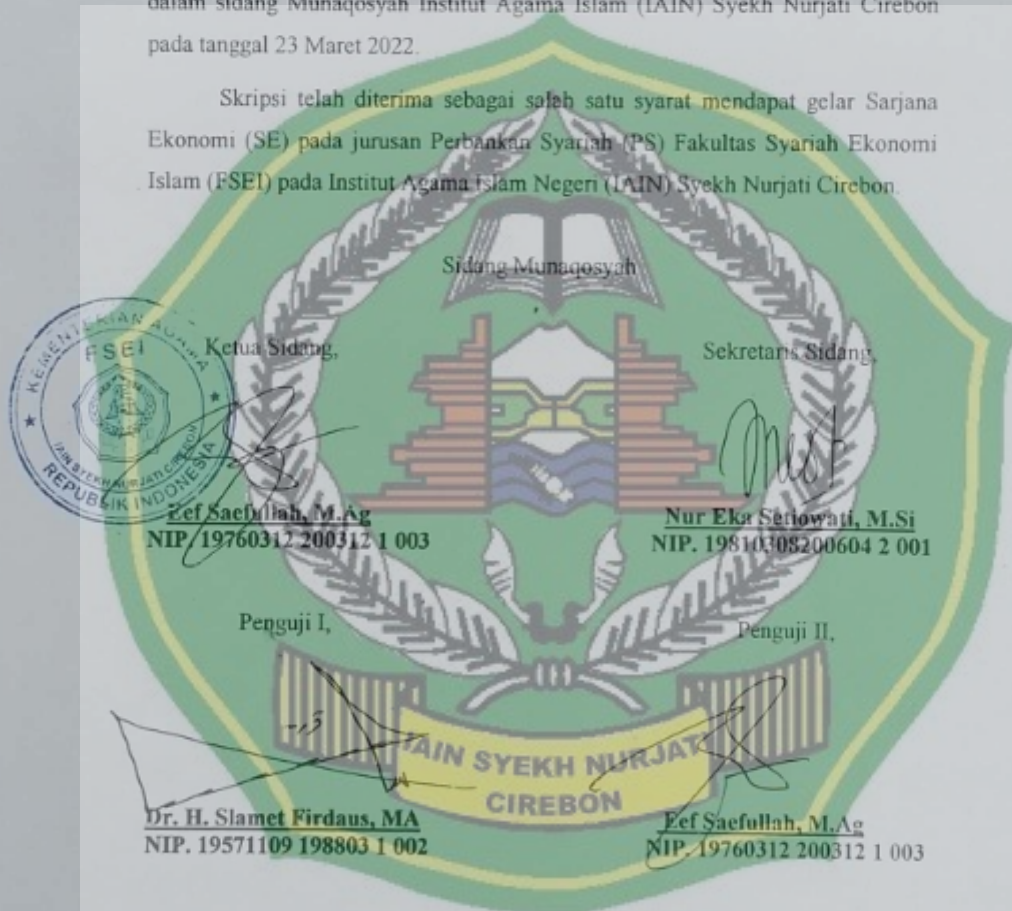 dalam sidang Munaqosyah Institut Agama Islam (IAIN) Syekh Nurjati Cirebon
pada tanggal 23 Maret 2022.
Skripsi telah diterima sebagai salah satu syarat mendapat gelar Sarjana
Ekonomi (SE) pada jurusan Perbankan Syariah (PS) Fakultas Syariah Ekonomi
Islam (FSEI) pada Institut Agama Islam Negeri (IAIN) Syekh Nurjati Cirebon.
Sidang Munaqosyah
KEMENTERIAN AGAMA
FSEI
IAIN SYEKH NURJATI CIREBON
REPUBLIK INDONESIA
Ketua Sidang,
Sekretaris Sidang,
Eef Saefullah, M.Ag
NIP. 19760312 200312 1 003
Nur Eka Setiowati, M.Si
NIP. 19810308200604 2 001
Penguji I,
Penguji II,
IAIN SYEKH NURJATI
CIREBON
Dr. H. Slamet Firdaus, MA
NIP. 19571109 198803 1 002
Eef Saefullah, M.Ag
NIP. 19760312 200312 1 003